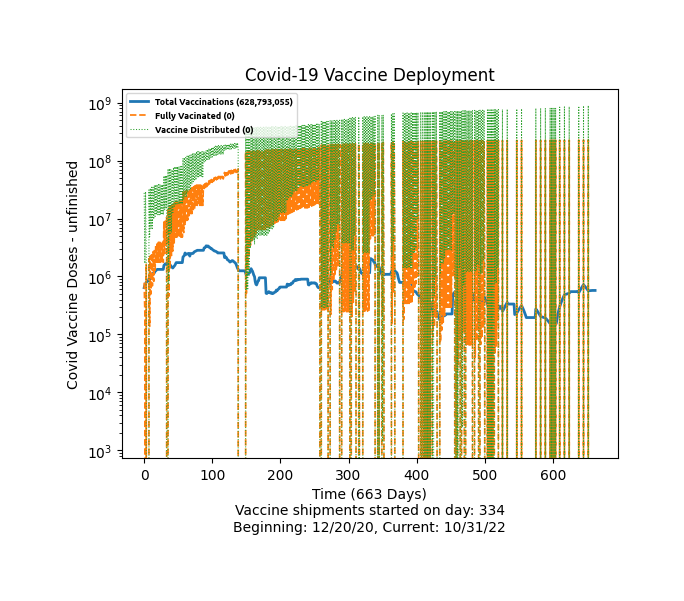 Covid-19 Vaccine Deployment
Total Vaccinations (628,793,055)
Fully Vacinated (0)
Vaccine Distributed (0)
Covid Vaccine Doses - unfinished
10⁹
10⁸
10⁷
10⁶
10⁵
10⁴
10³
0 100 200 300 400 500 600
Time (663 Days)
Vaccine shipments started on day: 334
Beginning: 12/20/20, Current: 10/31/22